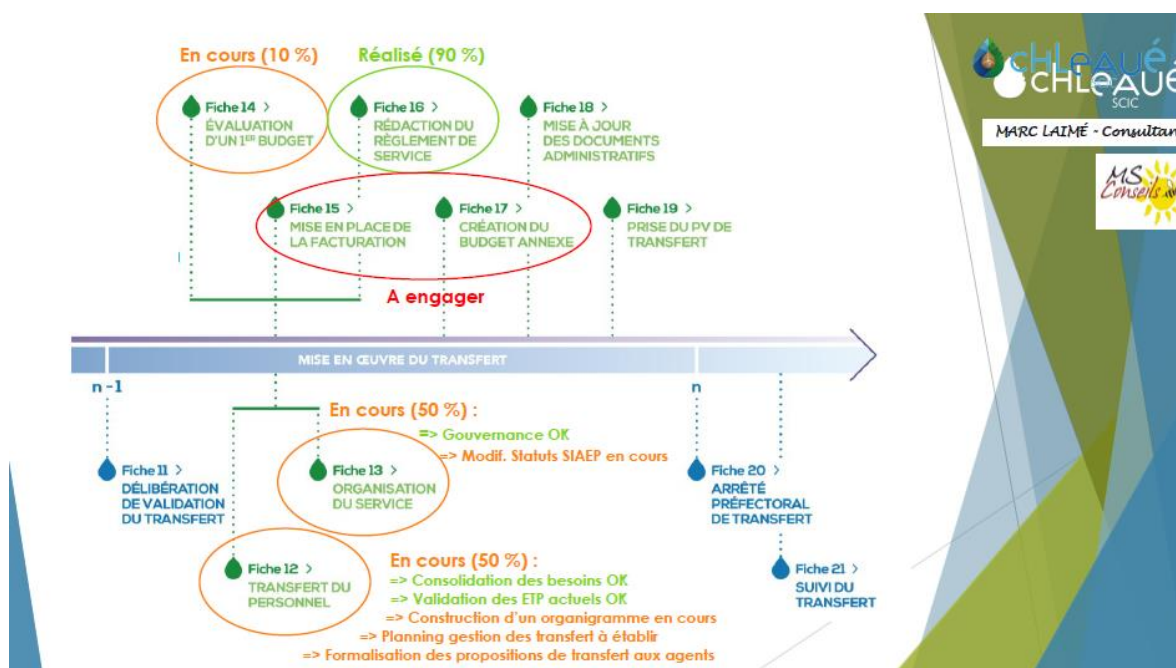 En cours (10 %)
Réalisé (90 %)
Fiche 14 >
ÉVALUATION
D'UN 1ER BUDGET
Fiche 16 >
RÉDACTION DU
RÈGLEMENT DE
SERVICE
Fiche 18 >
MISE À JOUR
DES DOCUMENTS
ADMINISTRATIFS
Fiche 15 >
MISE EN PLACE DE
LA FACTURATION
Fiche 17 >
CRÉATION DU
BUDGET ANNEXE
Fiche 19 >
PRISE DU PV DE
TRANSFERT
A engager
MISE EN ŒUVRE DU TRANSFERT
n -1
n
En cours (50 %) :
=> Gouvernance OK
=> Modif. Statuts SIAEP en cours
Fiche 11 >
DÉLIBÉRATION
DE VALIDATION
DU TRANSFERT
Fiche 13 >
ORGANISATION
DU SERVICE
Fiche 20 >
ARRÊTÉ
PRÉFECTORAL
DE TRANSFERT
Fiche 12 >
TRANSFERT DU
PERSONNEL
En cours (50 %) :
=> Consolidation des besoins OK
=> Validation des ETP actuels OK
=> Construction d'un organigramme en cours
=> Planning gestion des transfert à établir
=> Formalisation des propositions de transfert aux agents
Fiche 21 >
SUIVI DU
TRANSFERT
CHLEAUÉ
CHLEAUÉ
SCIC
MARC LAIMÉ - Consultan
MS
Conseils